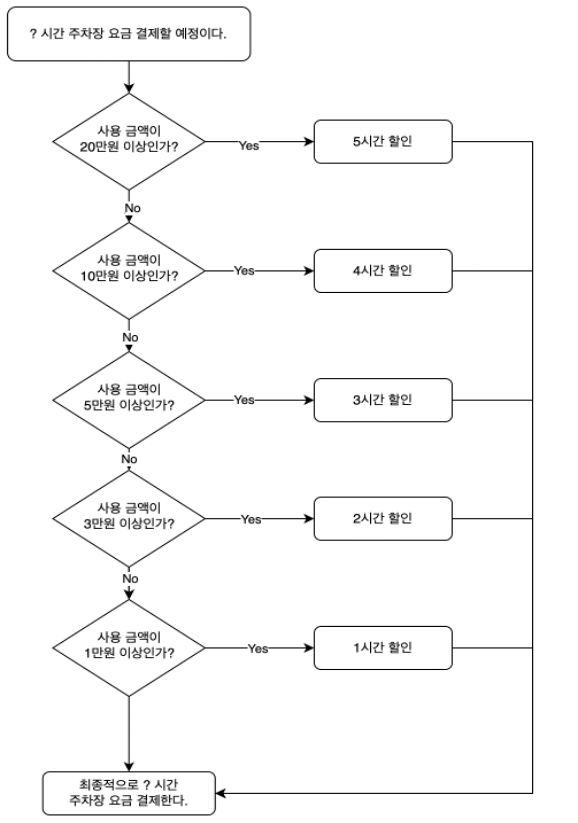 ? 시간 주차장 요금 결제할 예정이다.
사용 금액이
20만원 이상인가?
Yes
5시간 할인
No
사용 금액이
10만원 이상인가?
Yes
4시간 할인
No
사용 금액이
5만원 이상인가?
Yes
3시간 할인
No
사용 금액이
3만원 이상인가?
Yes
2시간 할인
No
사용 금액이
1만원 이상인가?
Yes
1시간 할인
최종적으로 ? 시간
주차장 요금 결제한다.